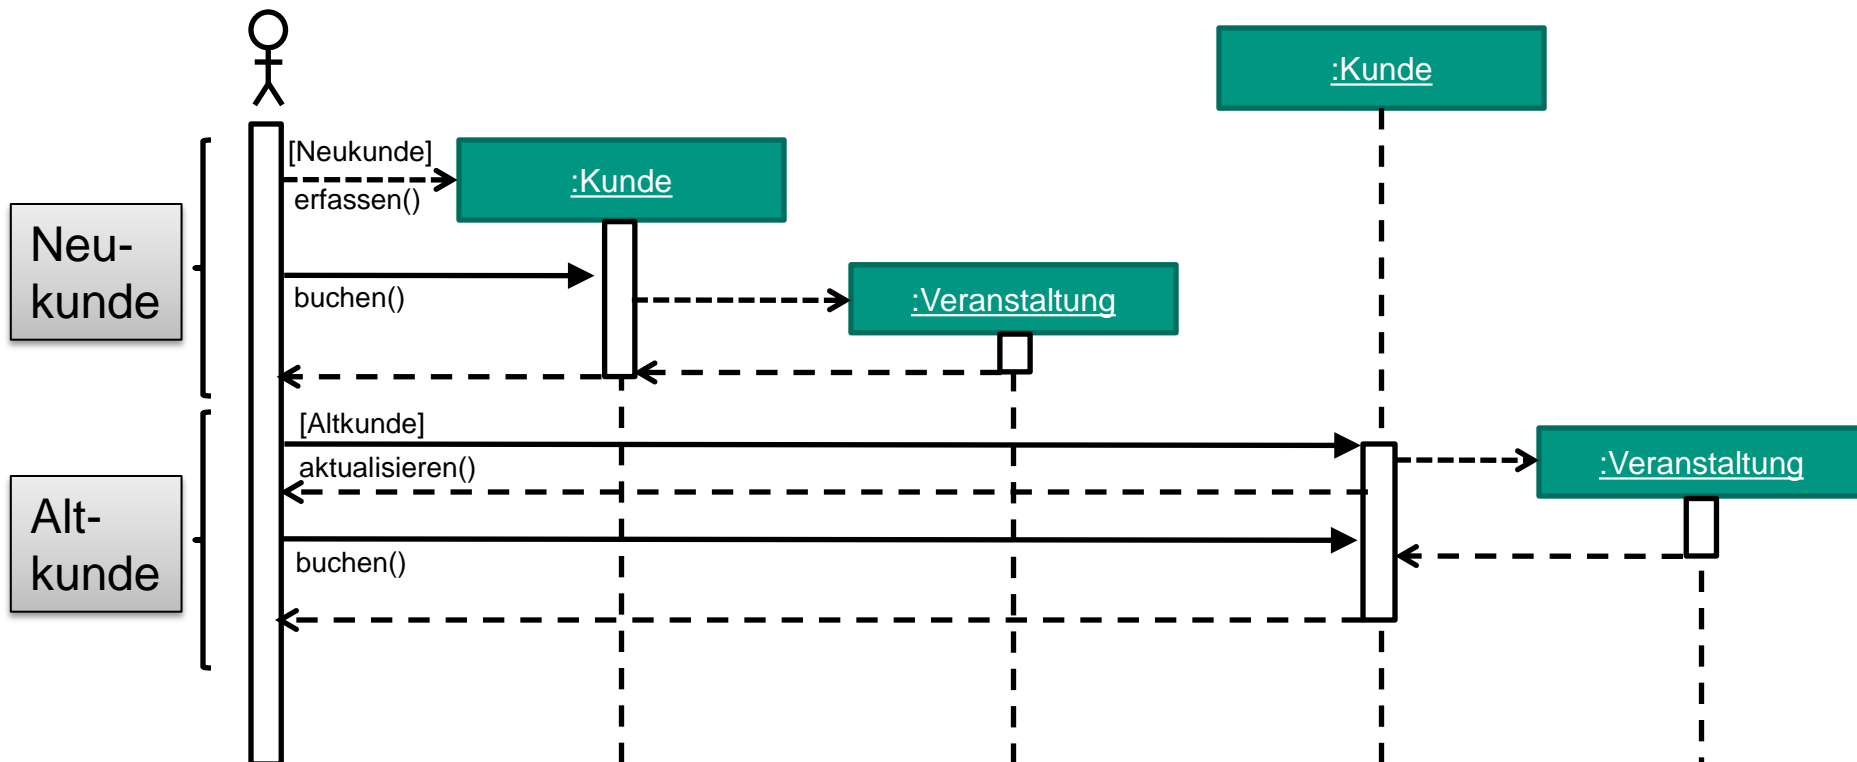 :Kunde
[Neukunde]
:Kunde
erfassen()
Neu-
kunde
buchen()
:Veranstaltung
[Altkunde]
aktualisieren()
:Veranstaltung
Alt-
kunde
buchen()